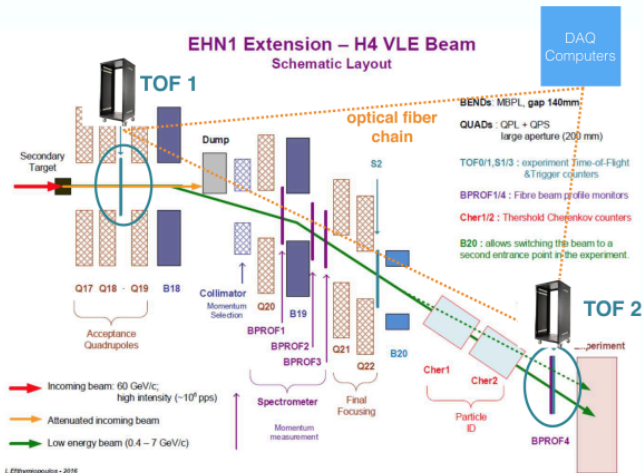 EHN1 Extension – H4 VLE Beam
Schematic Layout
DAQ
Computers
TOF 1
optical fiber
chain
BENDs: MBPL, gap 140mm
QUADs : QPL + QPS
large aperture (200 mm)
TOF0/1,S1/3 : experiment Time-of-Flight
&Trigger counters
BPROF1/4 : Fibre beam profile monitors
Cher1/2 : Thershold Cherenkov counters
B20 : allows switching the beam to a
second entrance point in the experiment.
Secondary
Target
Dump
S2
Q17
Q18
-
Q19
B18
Acceptance
Quadrupoles
Collimator
Momentum
Selection
Q20
B19
BPROF1
BPROF2
BPROF3
Q21
Q22
B20
Spectrometer
Momentum
measurement
Final
Focusing
Cher1
Cher2
Particle
ID
TOF 2
BPROF4
Incoming beam: 60 GeV/c;
high intensity (~10⁶ pps)
Attenuated incoming beam
Low energy beam (0.4 – 7 GeV/c)
I. Efthymiopoulos - 2016